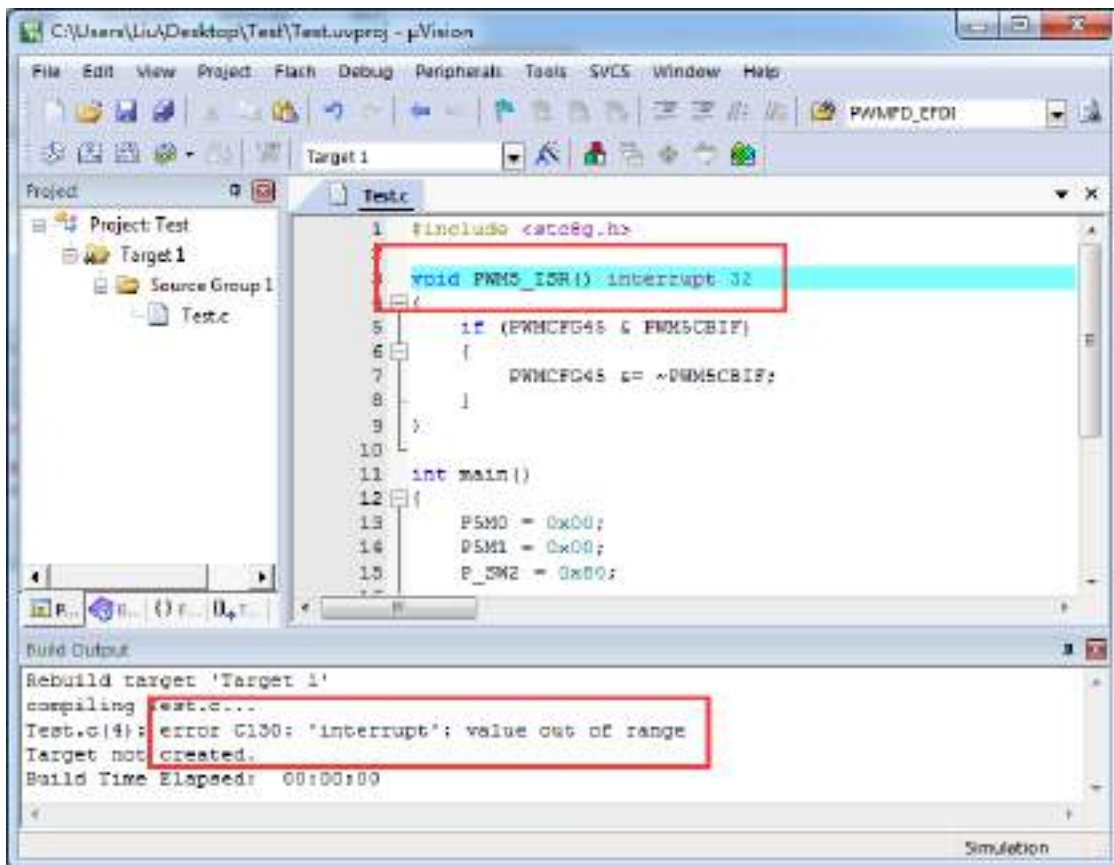 C:\Users\Liu\Desktop\Test\Test.uvproj - µVision
File Edit View Project Flash Debug Peripherals Tools SVCS Window Help
PWMFD_EFDI
Target 1
Project
Test.c
Project: Test
Target 1
Source Group 1
Test.c
1 #include <stc8g.h>
2
3 void PWM5_ISR() interrupt 32
4 {
5 if (PWMCFG45 & PWM5CBIF)
6 {
7 PWMCFG45 &= ~PWM5CBIF;
8 }
9 }
10
11 int main()
12 {
13 P5M0 = 0x00;
14 P5M1 = 0x00;
15 P_SW2 = 0x80;
Build Output
Rebuild target 'Target 1'
compiling Test.c...
Test.c(4): error C130: 'interrupt': value out of range
Target not created.
Build Time Elapsed: 00:00:00
Simulation